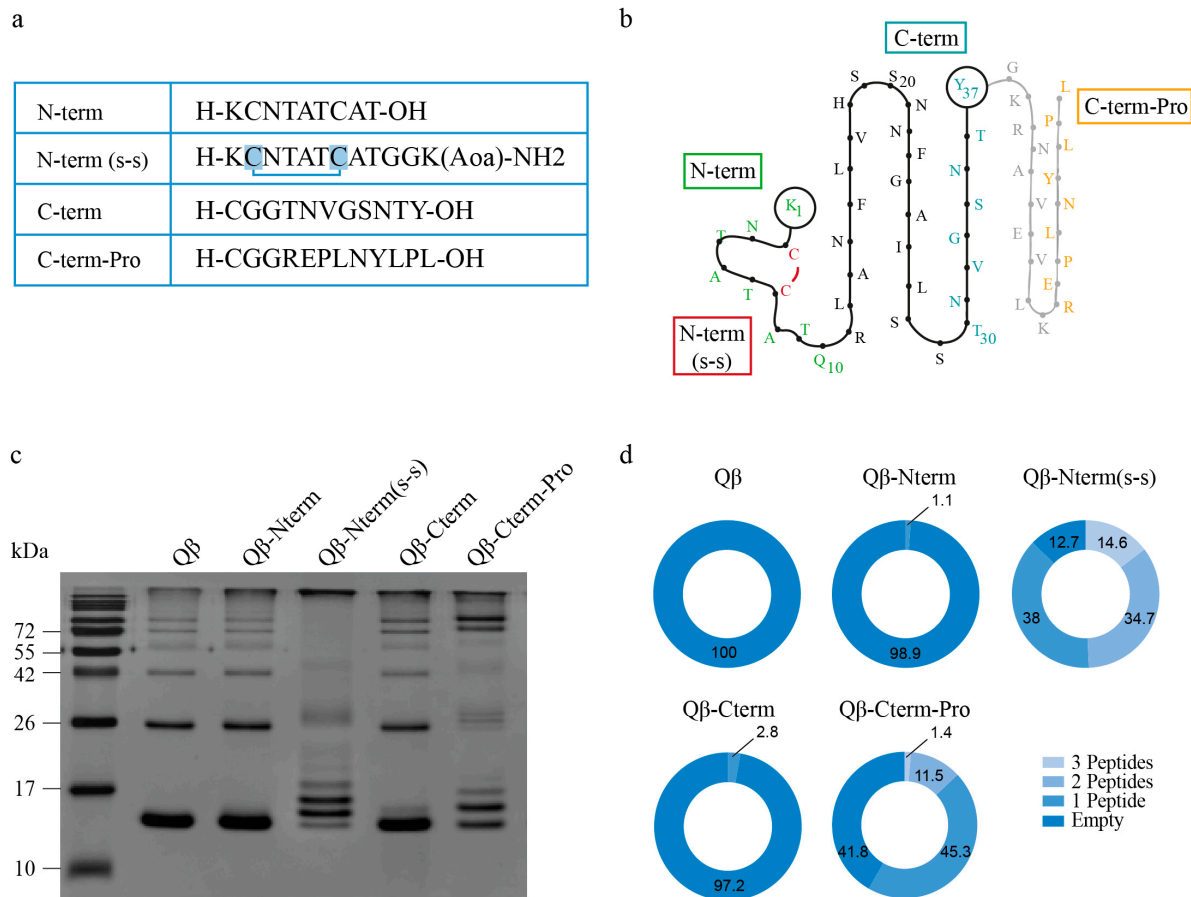 a
N-term H-KCNTATCAT-OH
N-term (s-s) H-KCNTATCATGGK(Aoa)-NH2
C-term H-CGGTNVGSNTY-OH
C-term-Pro H-CGGREPLNYLPL-OH
b
C-term
C-term-Pro
N-term
N-term
(s-s)
K1
C
N
T
A
T
C
A
T
Q10
R
L
A
N
F
L
V
H
S
S20
N
N
F
G
A
I
L
S
S
T30
N
V
G
S
N
T
Y37
G
K
R
N
A
V
E
V
L
K
R
E
P
L
N
Y
L
P
L
c
kDa
Qβ
Qβ-Nterm
Qβ-Nterm(s-s)
Qβ-Cterm
Qβ-Cterm-Pro
72
55
42
26
17
10
d
Qβ
100
Qβ-Nterm
1.1
98.9
Qβ-Nterm(s-s)
12.7
14.6
38
34.7
Qβ-Cterm
2.8
97.2
Qβ-Cterm-Pro
1.4
11.5
41.8
45.3
3 Peptides
2 Peptides
1 Peptide
Empty